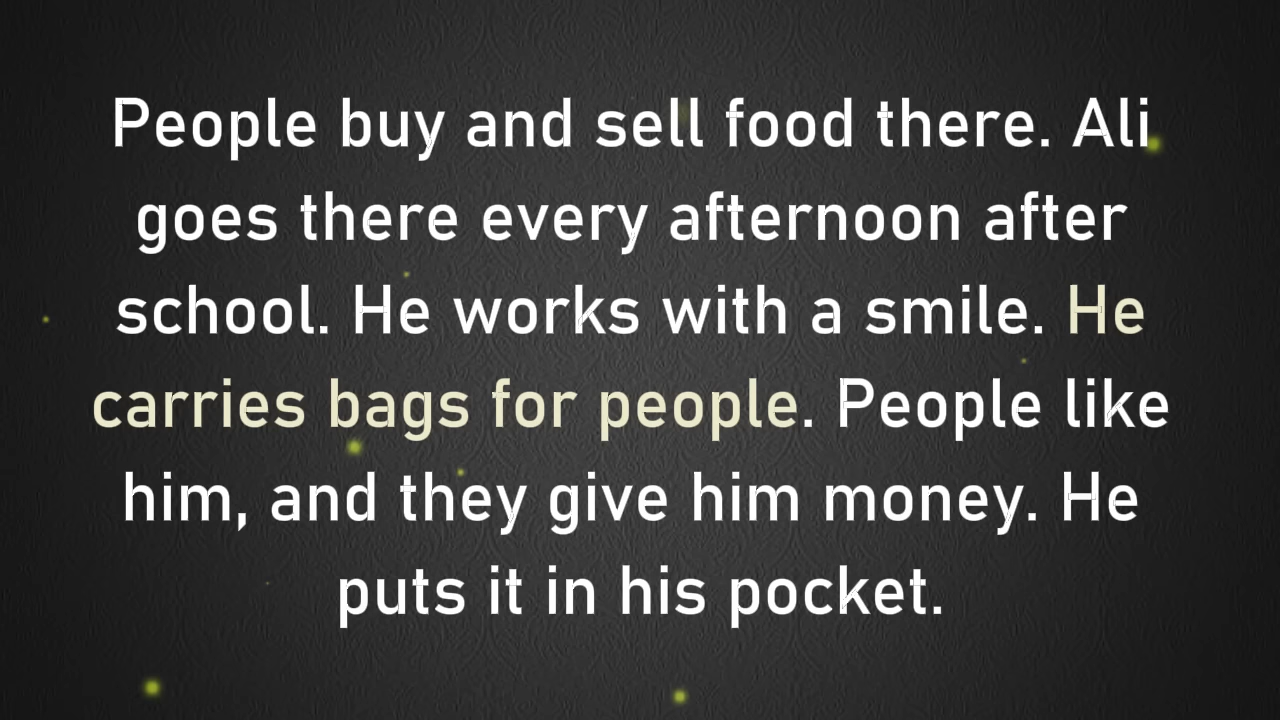 People buy and sell food there. Ali
goes there every afternoon after
school. He works with a smile. He
carries bags for people. People like
him, and they give him money. He
puts it in his pocket.